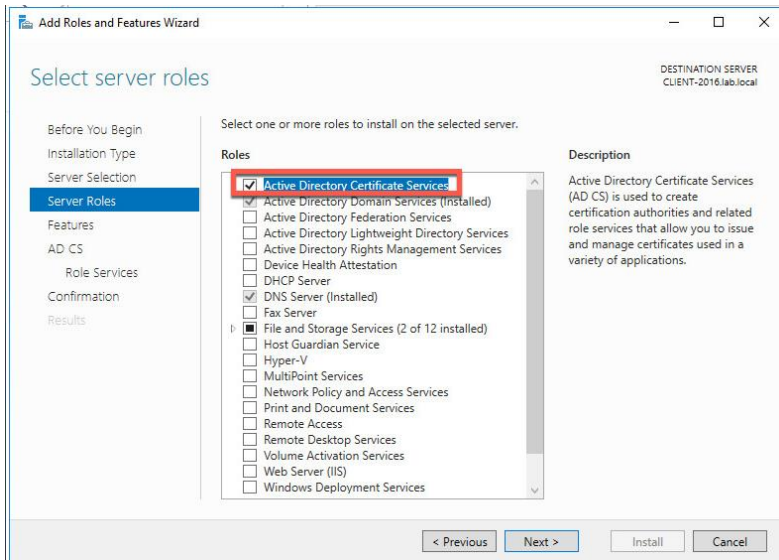 Add Roles and Features Wizard
Select server roles
DESTINATION SERVER
CLIENT-2016.lab.local
Before You Begin
Installation Type
Server Selection
Server Roles
Features
AD CS
Role Services
Confirmation
Results
Select one or more roles to install on the selected server.
Roles
Active Directory Certificate Services
Active Directory Domain Services (Installed)
Active Directory Federation Services
Active Directory Lightweight Directory Services
Active Directory Rights Management Services
Device Health Attestation
DHCP Server
DNS Server (Installed)
Fax Server
File and Storage Services (2 of 12 installed)
Host Guardian Service
Hyper-V
MultiPoint Services
Network Policy and Access Services
Print and Document Services
Remote Access
Remote Desktop Services
Volume Activation Services
Web Server (IIS)
Windows Deployment Services
Description
Active Directory Certificate Services
(AD CS) is used to create
certification authorities and related
role services that allow you to issue
and manage certificates used in a
variety of applications.
< Previous
Next >
Install
Cancel